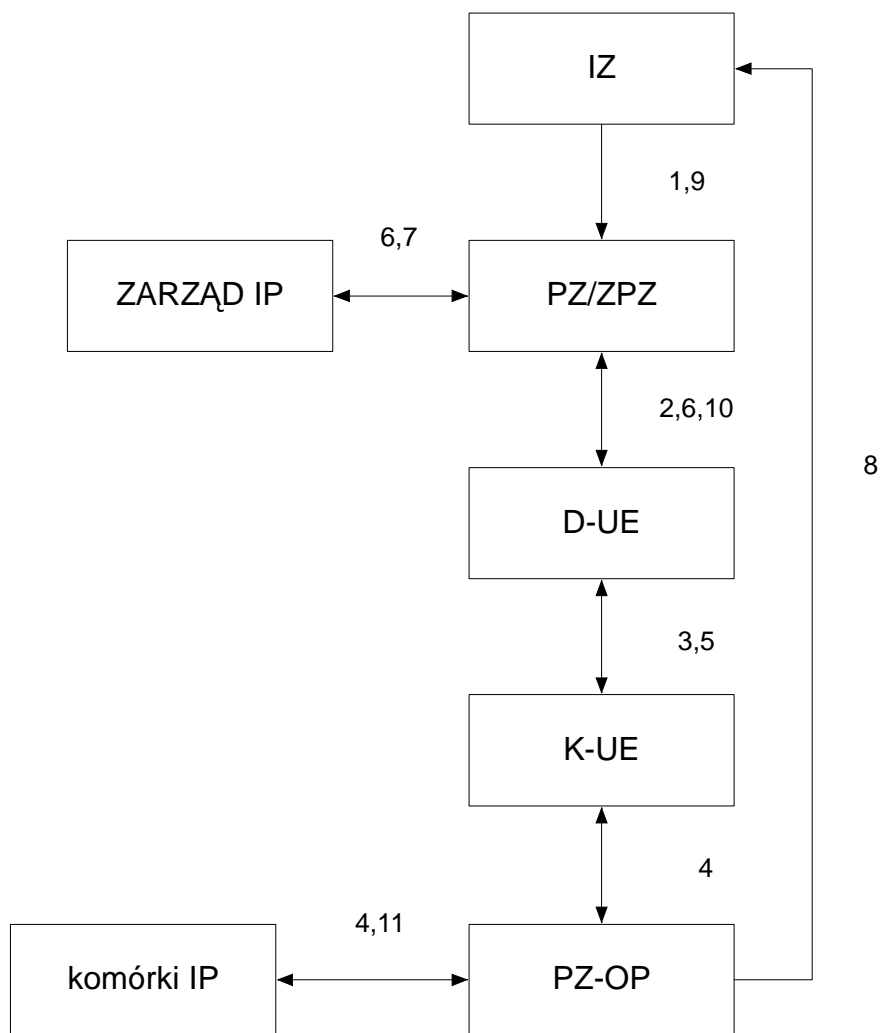 IZ
1,9
6,7
ZARZĄD IP
PZ/ZPZ
2,6,10
8
D-UE
3,5
K-UE
4
4,11
komórki IP
PZ-OP